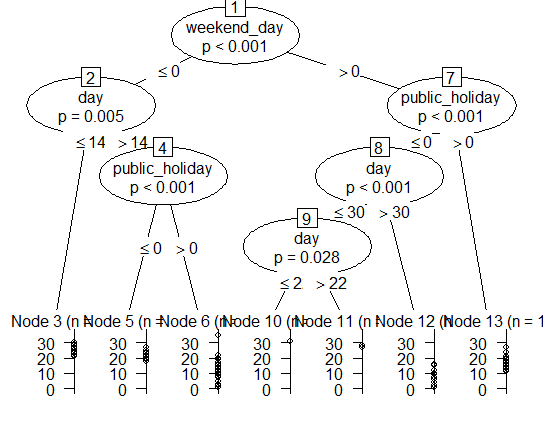 1
weekend_day
p < 0.001
≤ 0
> 0
2
day
p = 0.005
7
public_holiday
p < 0.001
≤ 14
> 14
≤ 0
> 0
4
public_holiday
p < 0.001
8
day
p < 0.001
≤ 30
> 30
9
day
p = 0.028
≤ 0
> 0
≤ 2
> 22
Node 3 (n = Node 5 (n = Node 6 (n = Node 10 (n Node 11 (n Node 12 (n Node 13 (n = 1
30 30 30 30 30 30 30
20 20 20 20 20 20 20
10 10 10 10 10 10 10
0 0 0 0 0 0 0